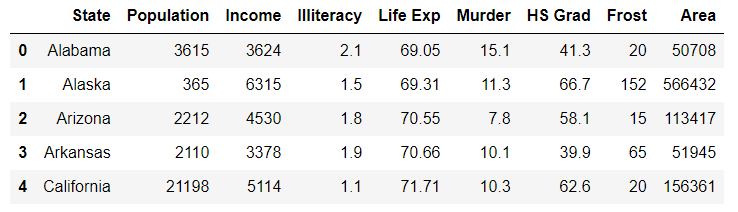 State Population Income Illiteracy Life Exp Murder HS Grad Frost Area
0 Alabama 3615 3624 2.1 69.05 15.1 41.3 20 50708
1 Alaska 365 6315 1.5 69.31 11.3 66.7 152 566432
2 Arizona 2212 4530 1.8 70.55 7.8 58.1 15 113417
3 Arkansas 2110 3378 1.9 70.66 10.1 39.9 65 51945
4 California 21198 5114 1.1 71.71 10.3 62.6 20 156361